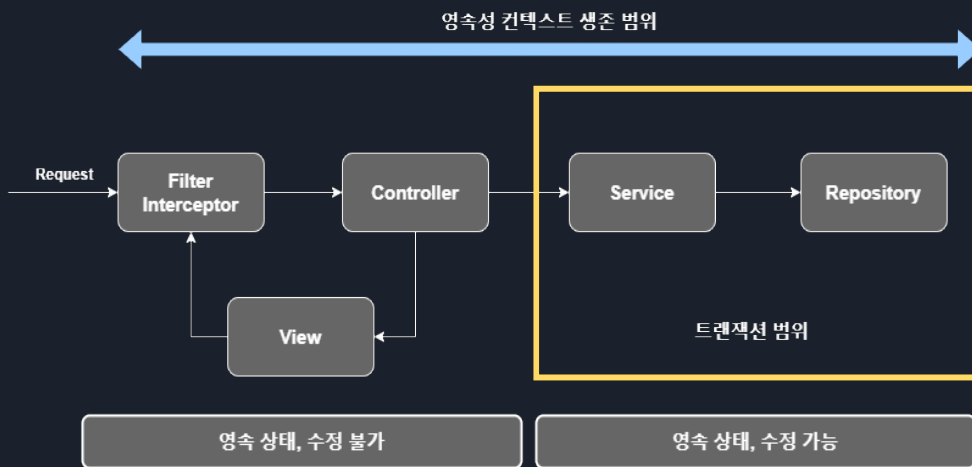 영속성 컨텍스트 생존 범위
Request
Filter
Interceptor
Controller
Service
Repository
View
트랜잭션 범위
영속 상태, 수정 불가
영속 상태, 수정 가능